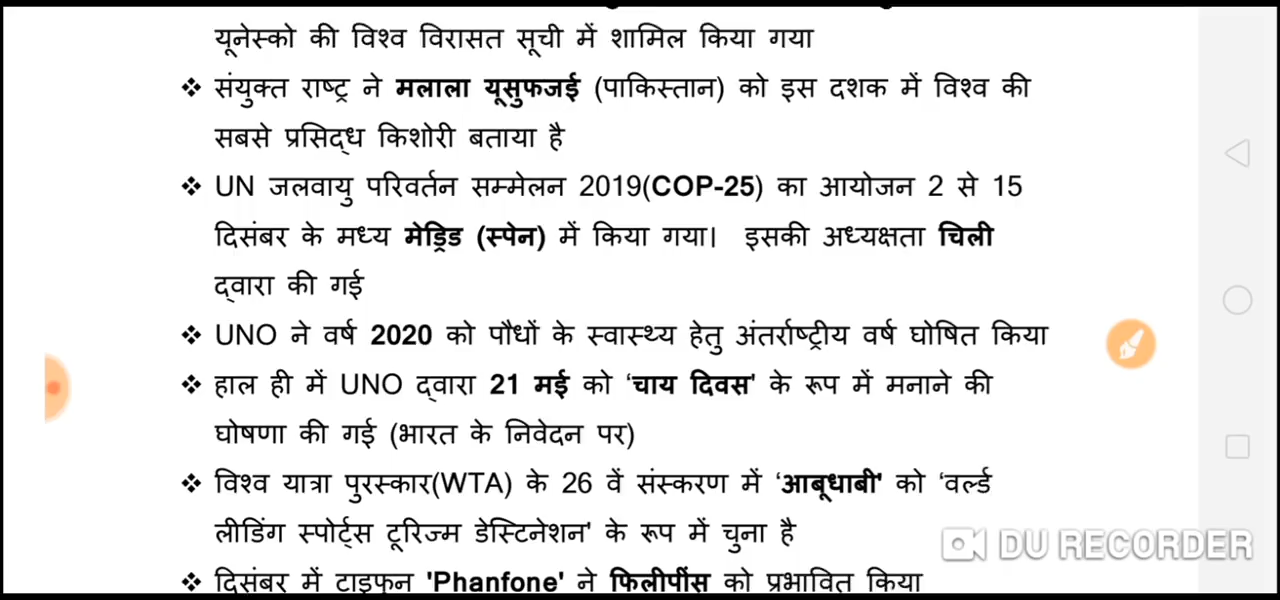 यूनेस्को की विश्व विरासत सूची में शामिल किया गया
❖ संयुक्त राष्ट्र ने मलाला यूसुफजई (पाकिस्तान) को इस दशक में विश्व की
सबसे प्रसिद्ध किशोरी बताया है
❖ UN जलवायु परिवर्तन सम्मेलन 2019(COP-25) का आयोजन 2 से 15
दिसंबर के मध्य मेड्रिड (स्पेन) में किया गया। इसकी अध्यक्षता चिली
द्वारा की गई
❖ UNO ने वर्ष 2020 को पौधों के स्वास्थ्य हेतु अंतर्राष्ट्रीय वर्ष घोषित किया
❖ हाल ही में UNO द्वारा 21 मई को ‘चाय दिवस' के रूप में मनाने की
घोषणा की गई (भारत के निवेदन पर)
❖ विश्व यात्रा पुरस्कार(WTA) के 26 वें संस्करण में ‘आबूधाबी' को ‘वर्ल्ड
लीडिंग स्पोर्ट्स टूरिज्म डेस्टिनेशन' के रूप में चुना है
DU RECORDER
❖ दिसंबर में टाइफून 'Phanfone' ने फिलीपींस को प्रभावित किया